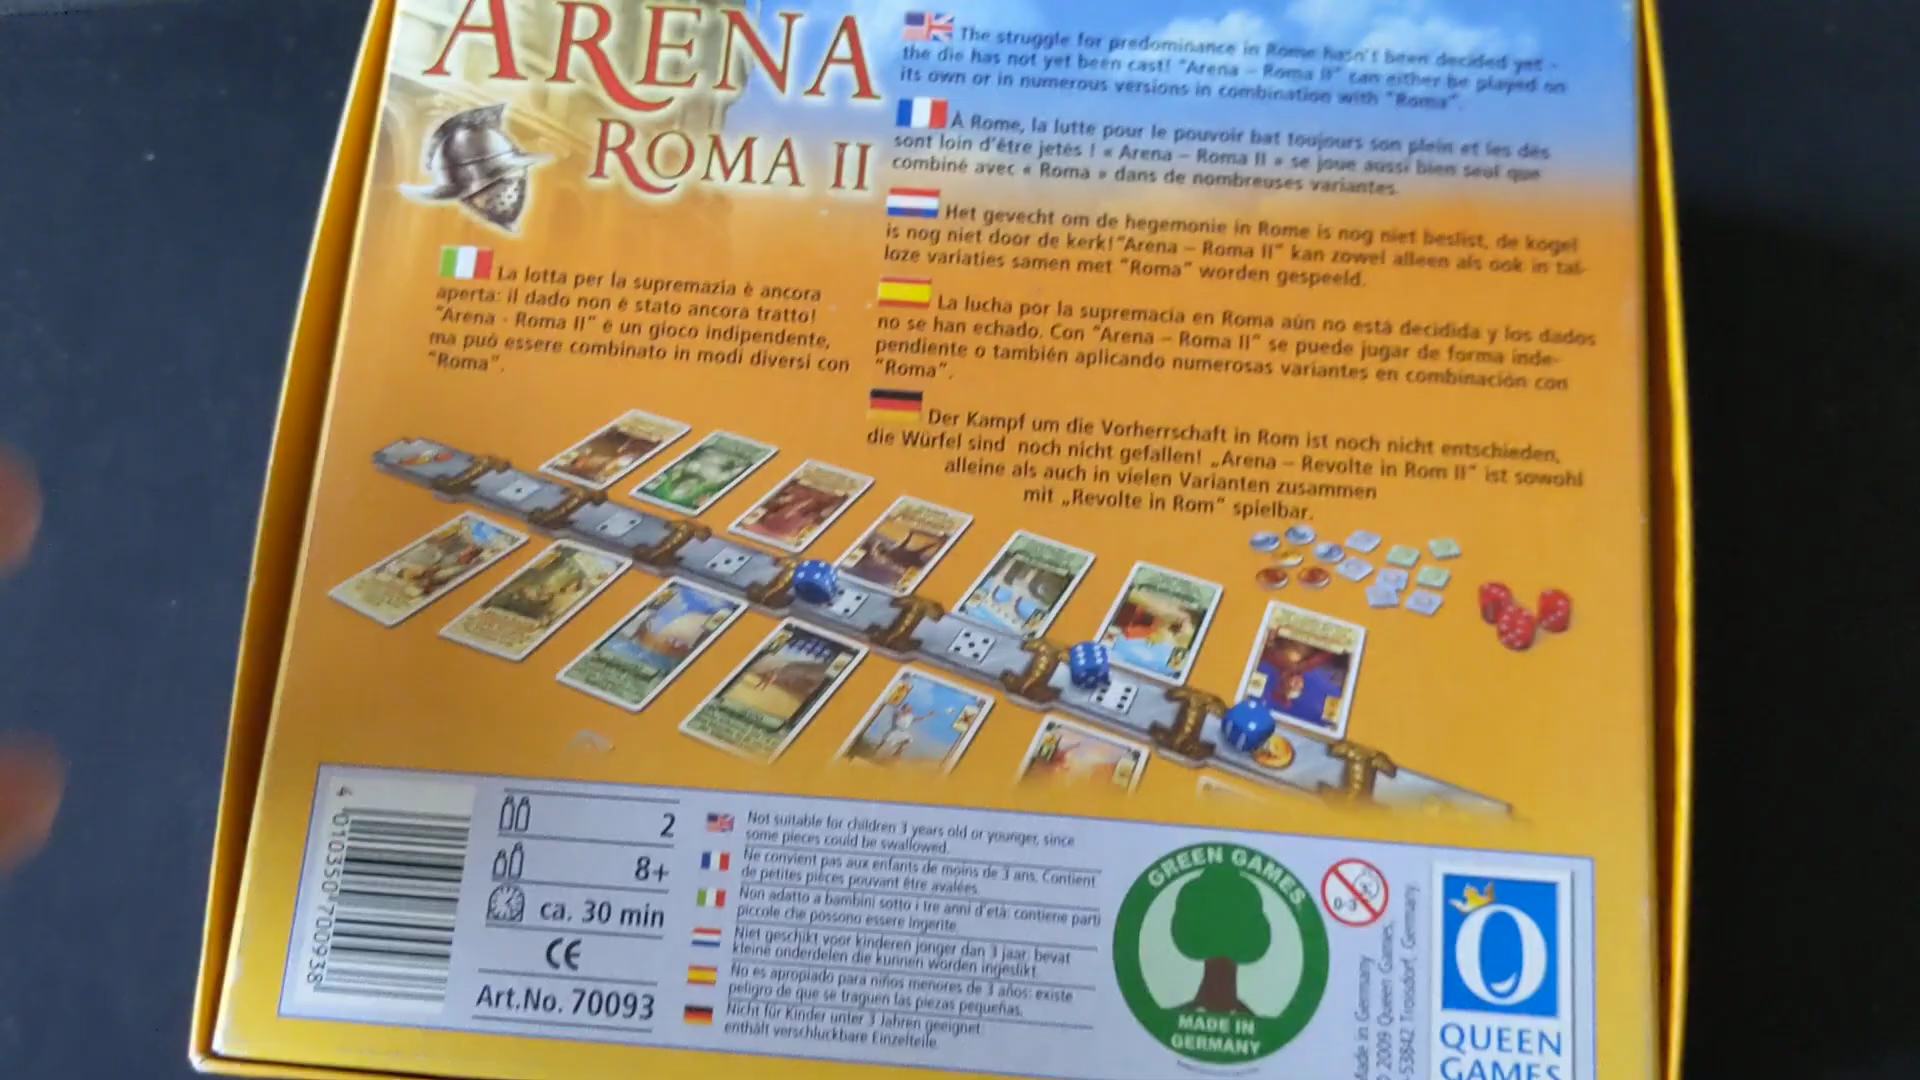 ARENA
ROMA II
The struggle for predominance in Rome hasn't been decided yet -
the die has not yet been cast! "Arena – Roma II" can either be played on
its own or in numerous versions in combination with "Roma".
À Rome, la lutte pour le pouvoir bat toujours son plein et les dés
sont loin d'être jetés ! « Arena – Roma II » se joue aussi bien seul que
combiné avec « Roma » dans de nombreuses variantes.
Het gevecht om de hegemonie in Rome is nog niet beslist, de kogel
is nog niet door de kerk! "Arena – Roma II" kan zowel alleen als ook in tal-
loze variaties samen met "Roma" worden gespeeld.
La lotta per la supremazia è ancora
aperta: il dado non è stato ancora tratto!
"Arena - Roma II" è un gioco indipendente,
ma può essere combinato in modi diversi con
"Roma".
La lucha por la supremacía en Roma aún no está decidida y los dados
no se han echado. Con "Arena – Roma II" se puede jugar de forma inde-
pendiente o también aplicando numerosas variantes en combinación con
"Roma".
Der Kampf um die Vorherrschaft in Rom ist noch nicht entschieden,
die Würfel sind noch nicht gefallen! „Arena – Revolte in Rom II" ist sowohl
alleine als auch in vielen Varianten zusammen
mit „Revolte in Rom" spielbar.
4 010350 700938
2
8+
ca. 30 min
CE
Art.No. 70093
Not suitable for children 3 years old or younger, since
some pieces could be swallowed.
Ne convient pas aux enfants de moins de 3 ans. Contient
de petites pièces pouvant être avalées.
Non adatto a bambini sotto i tre anni d'età: contiene parti
piccole che possono essere ingerite.
Niet geschikt voor kinderen jonger dan 3 jaar, bevat
kleine onderdelen die kunnen worden ingeslikt.
No es apropiado para niños menores de 3 años: existe
peligro de que se traguen las piezas pequeñas.
Nicht für Kinder unter 3 Jahren geeignet:
enthält verschluckbare Einzelteile.
GREEN GAMES
MADE IN
GERMANY
0-3
Made in Germany
2009 Queen Games,
-53842 Troisdorf, Germany.
QUEEN
GAMES